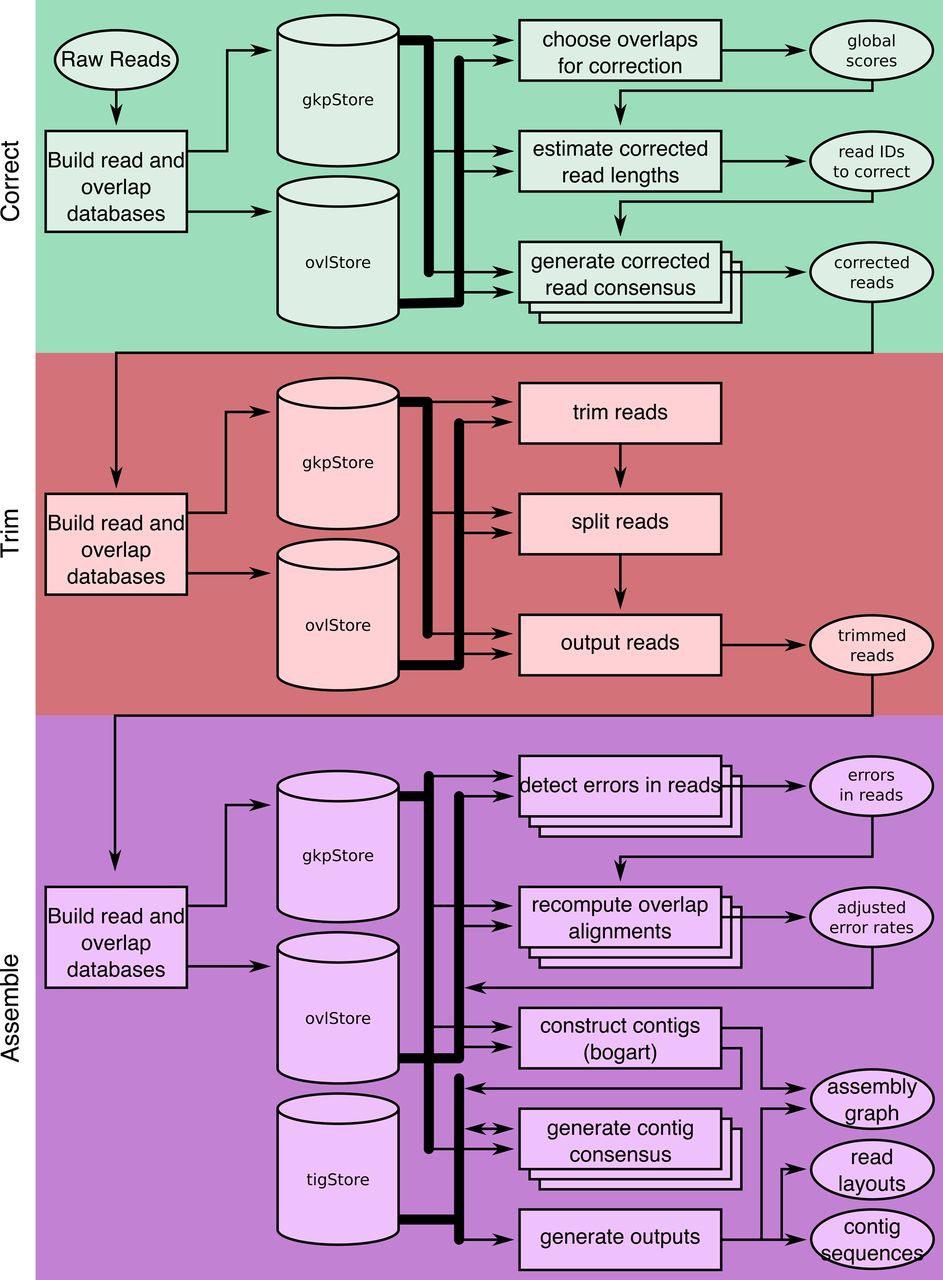 Correct
Raw Reads
Build read and
overlap
databases
gkpStore
ovlStore
choose overlaps
for correction
global
scores
estimate corrected
read lengths
read IDs
to correct
generate corrected
read consensus
corrected
reads
Trim
Build read and
overlap
databases
gkpStore
ovlStore
trim reads
split reads
output reads
trimmed
reads
Assemble
Build read and
overlap
databases
gkpStore
ovlStore
tigStore
detect errors in reads
errors
in reads
recompute overlap
alignments
adjusted
error rates
construct contigs
(bogart)
assembly
graph
generate contig
consensus
read
layouts
generate outputs
contig
sequences